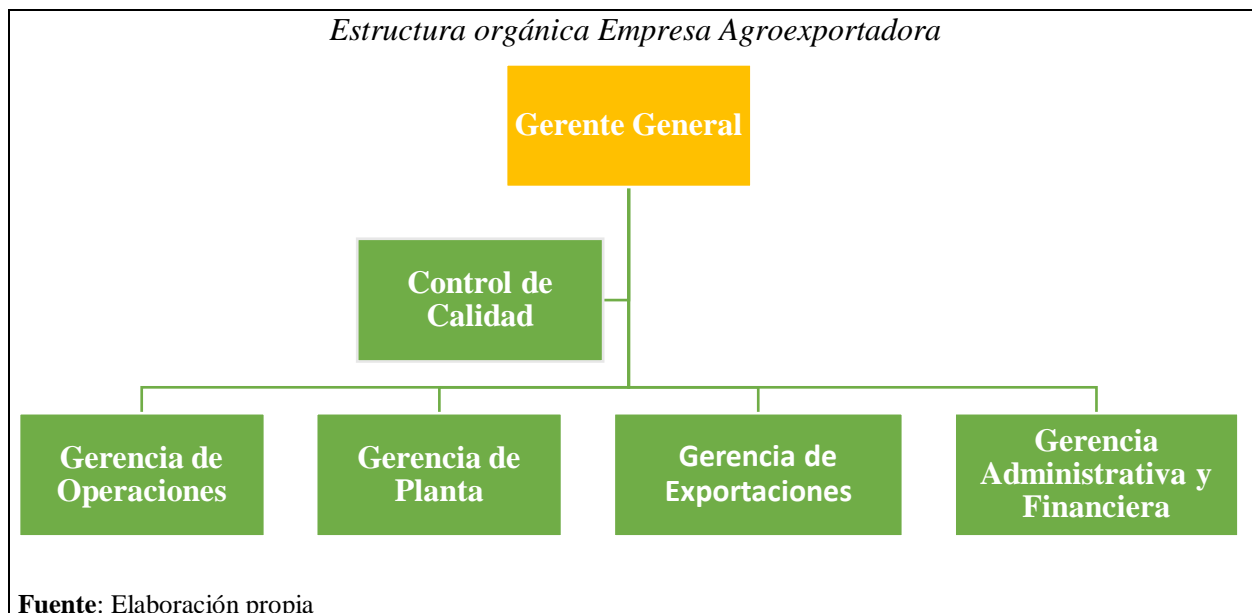 Estructura orgánica Empresa Agroexportadora
Gerente General
Control de
Calidad
Gerencia de
Operaciones
Gerencia de
Planta
Gerencia de
Exportaciones
Gerencia
Administrativa y
Financiera
Fuente: Elaboración propia